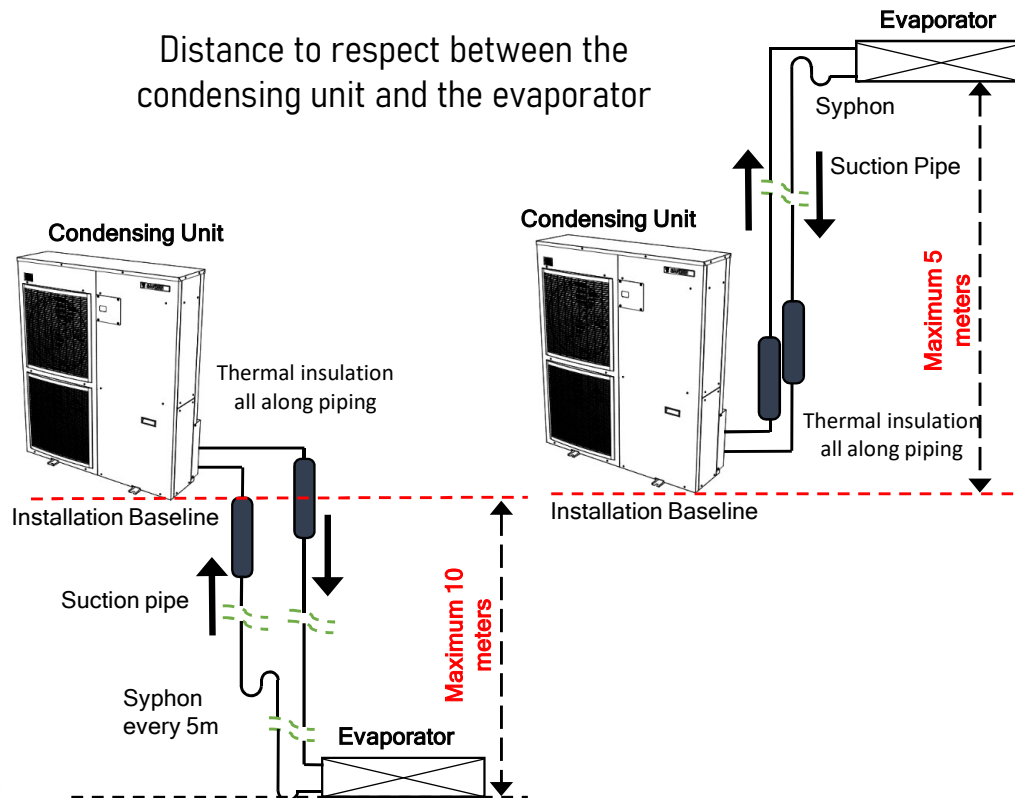 Distance to respect between the
condensing unit and the evaporator
Condensing Unit
Thermal insulation
all along piping
Installation Baseline
Suction pipe
Syphon
every 5m
Evaporator
Maximum 10
meters
Evaporator
Syphon
Suction Pipe
Condensing Unit
Maximum 5
meters
Thermal insulation
all along piping
Installation Baseline